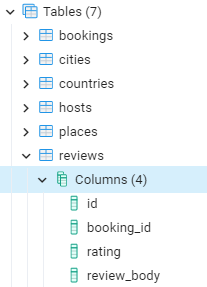 Tables (7)
bookings
cities
countries
hosts
places
reviews
Columns (4)
id
booking_id
rating
review_body